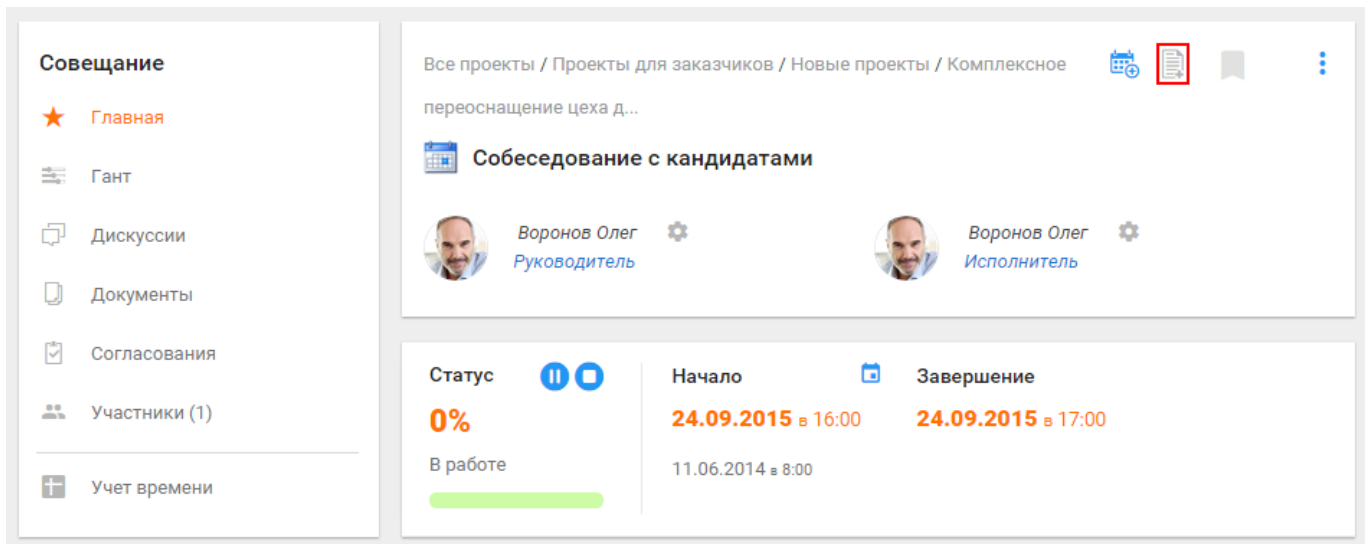 Совещание
Главная
Гант
Дискуссии
Документы
Согласования
Участники (1)
Учет времени
Все проекты / Проекты для заказчиков / Новые проекты / Комплексное
переоснащение цеха д...
Собеседование с кандидатами
Воронов Олег
Руководитель
Воронов Олег
Исполнитель
Статус
0%
В работе
Начало
24.09.2015 в 16:00
11.06.2014 в 8:00
Завершение
24.09.2015 в 17:00